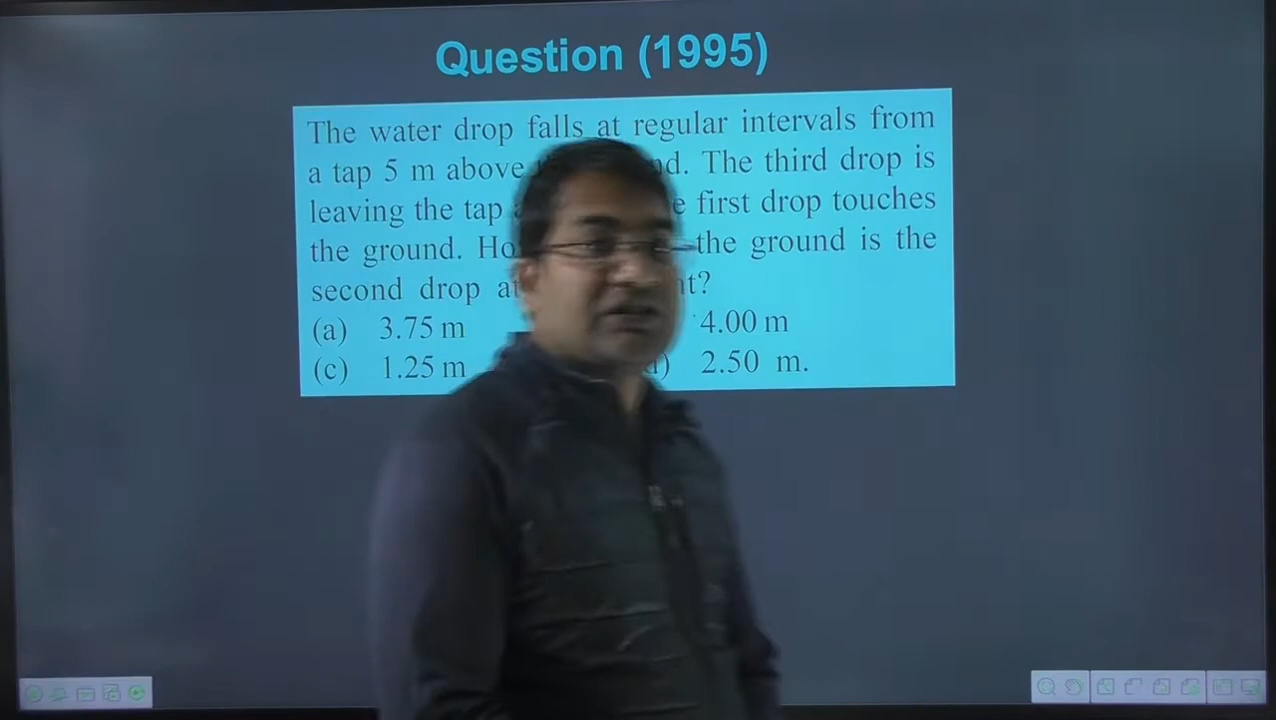 Question (1995)
The water drop falls at regular intervals from
a tap 5 m above d. The third drop is
leaving the tap e first drop touches
the ground. Ho the ground is the
second drop at t?
(a) 3.75 m 4.00 m
(c) 1.25 m ) 2.50 m.